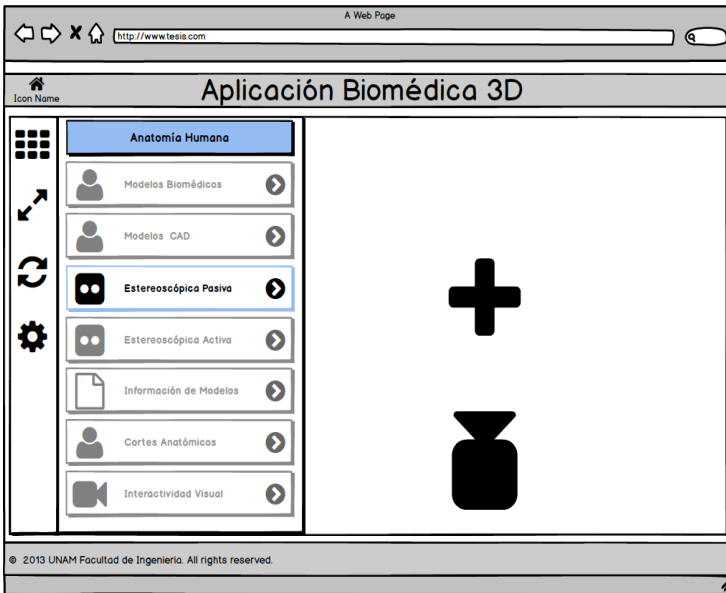 A Web Page
http://www.tesis.com
Icon Name
Aplicación Biomédica 3D
Anatomía Humana
Modelos Biomédicos
Modelos CAD
Estereoscópica Pasiva
Estereoscópica Activa
Información de Modelos
Cortes Anatómicos
Interactividad Visual
© 2013 UNAM Facultad de Ingenieria. All rights reserved.